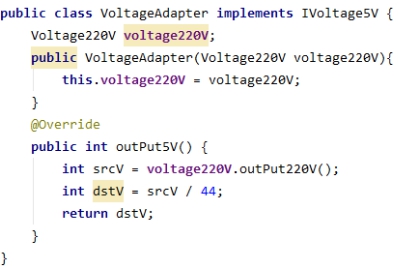 public class VoltageAdapter implements IVoltage5V {
    Voltage220V voltage220V;
    public VoltageAdapter(Voltage220V voltage220V){
        this.voltage220V = voltage220V;
    }
    @Override
    public int outPut5V() {
        int srcV = voltage220V.outPut220V();
        int dstV = srcV / 44;
        return dstV;
    }
}